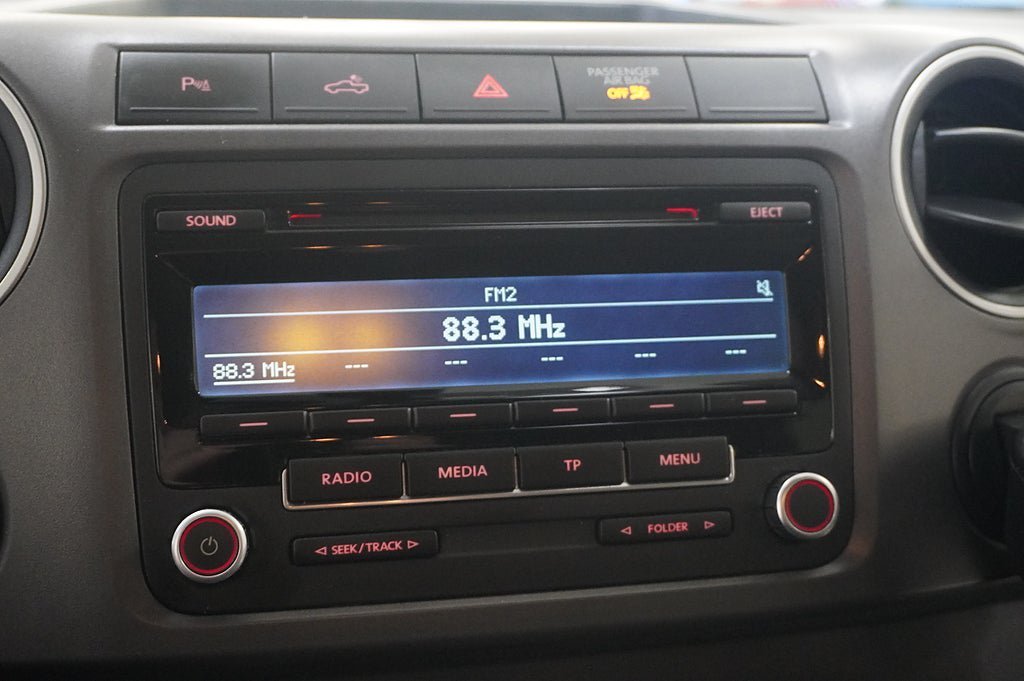 P
PASSENGER
AIR BAG
OFF
SOUND
EJECT
FM2
88.3 MHz
88.3 MHz --- --- --- --- ---
RADIO MEDIA TP MENU
SEEK/TRACK
FOLDER